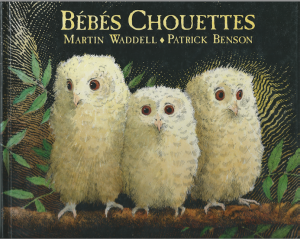 BÉBÉS CHOUETTES
MARTIN WADDELL ♦ PATRICK BENSON